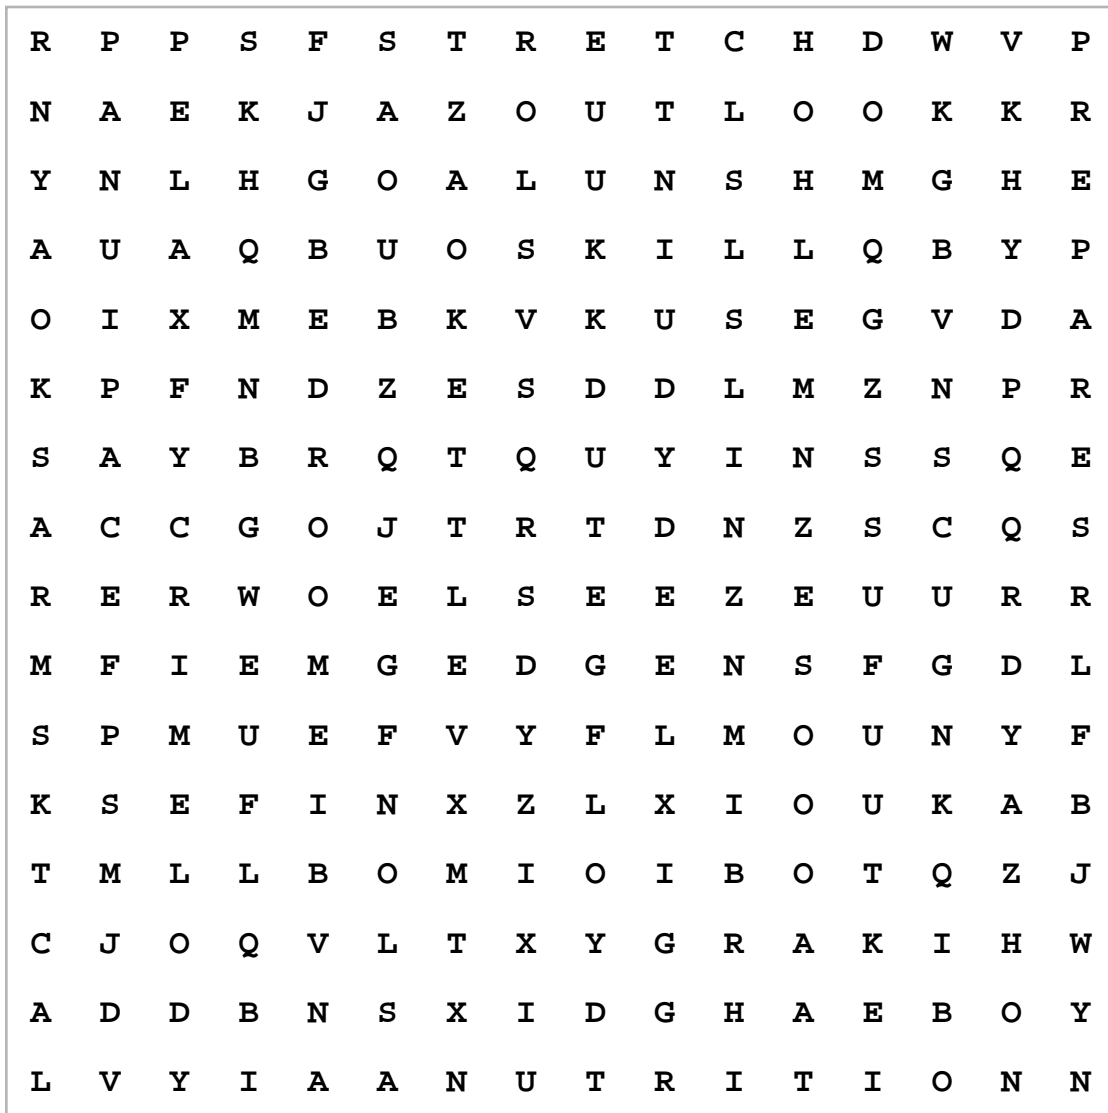 R P P S F S T R E T C H D W V P
N A E K J A Z O U T L O O K K R
Y N L H G O A L U N S H M G H E
A U A Q B U O S K I L L Q B Y P
O I X M E B K V K U S E G V D A
K P F N D Z E S D D L M Z N P R
S A Y B R Q T Q U Y I N S S Q E
A C C G O J T R T D N Z S C Q S
R E R W O E L S E E Z E U U R R
M F I E M G E D G E N S F G D L
S P M U E F V Y F L M O U N Y F
K S E F I N X Z L X I O U K A B
T M L L B O M I O I B O T Q Z J
C J O Q V L T X Y G R A K I H W
A D D B N S X I D G H A E B O Y
L V Y I A A N U T R I T I O N N